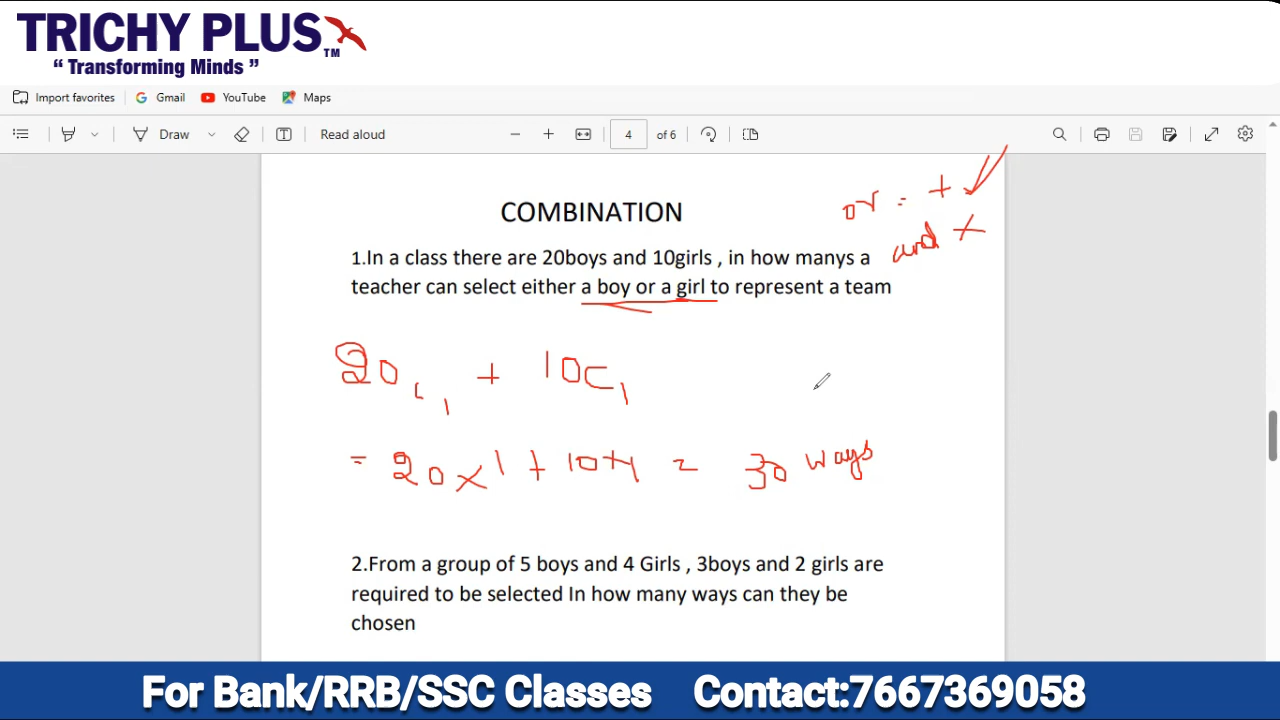 TRICHY PLUS
TM
“ Transforming Minds ”
Import favorites Gmail YouTube Maps
Draw Read aloud 4 of 6
or = +
COMBINATION
and ×
1.In a class there are 20boys and 10girls , in how manys a
teacher can select either a boy or a girl to represent a team
20C1 + 10C1
= 20×1 + 10×1 = 30 ways
2.From a group of 5 boys and 4 Girls , 3boys and 2 girls are
required to be selected In how many ways can they be
chosen
For Bank/RRB/SSC Classes Contact:7667369058